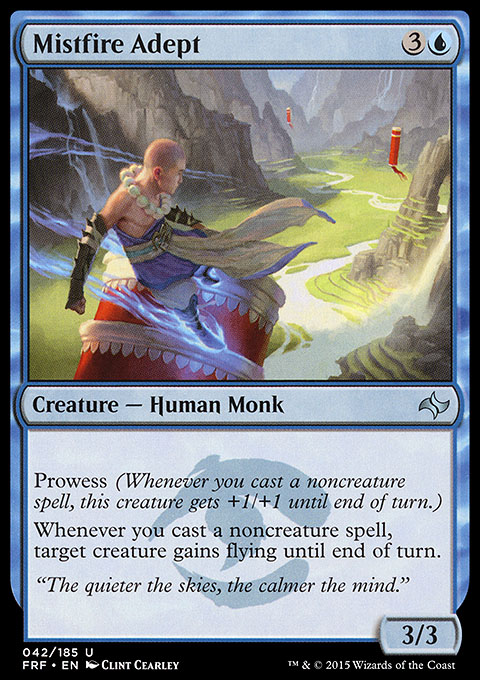 Mistfire Adept 3
Creature — Human Monk
Prowess (Whenever you cast a noncreature
spell, this creature gets +1/+1 until end of turn.)
Whenever you cast a noncreature spell,
target creature gains flying until end of turn.
“The quieter the skies, the calmer the mind.”
3/3
042/185 U
FRF • EN Clint Cearley
™ & © 2015 Wizards of the Coast